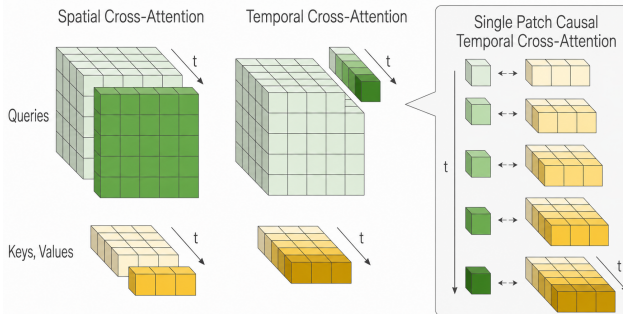 Spatial Cross-Attention
Temporal Cross-Attention
Single Patch Causal
Temporal Cross-Attention
t
t
Queries
t
Keys, Values
t
t
t